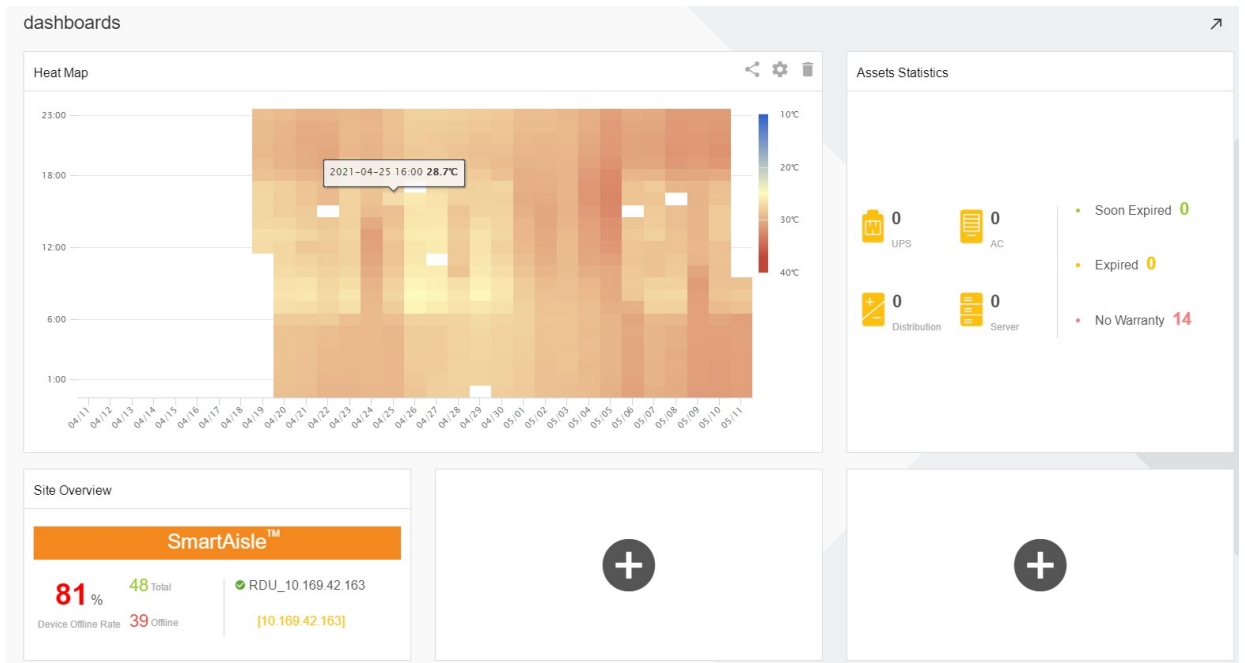 dashboards
Heat Map
23:00
18:00
12:00
6:00
1:00
2021-04-25 16:00 28.7℃
10℃
20℃
30℃
40℃
04/11 04/12 04/13 04/14 04/15 04/16 04/17 04/18 04/19 04/20 04/21 04/22 04/23 04/24 04/25 04/26 04/27 04/28 04/29 04/30 05/01 05/02 05/03 05/04 05/05 05/06 05/07 05/08 05/09 05/10 05/11
Assets Statistics
W
0
UPS
0
AC
0
Distribution
0
Server
• Soon Expired 0
• Expired 0
• No Warranty 14
Site Overview
SmartAisle™
81 %
Device Offline Rate
48 Total
39 Offline
RDU_10.169.42.163
[10.169.42.163]